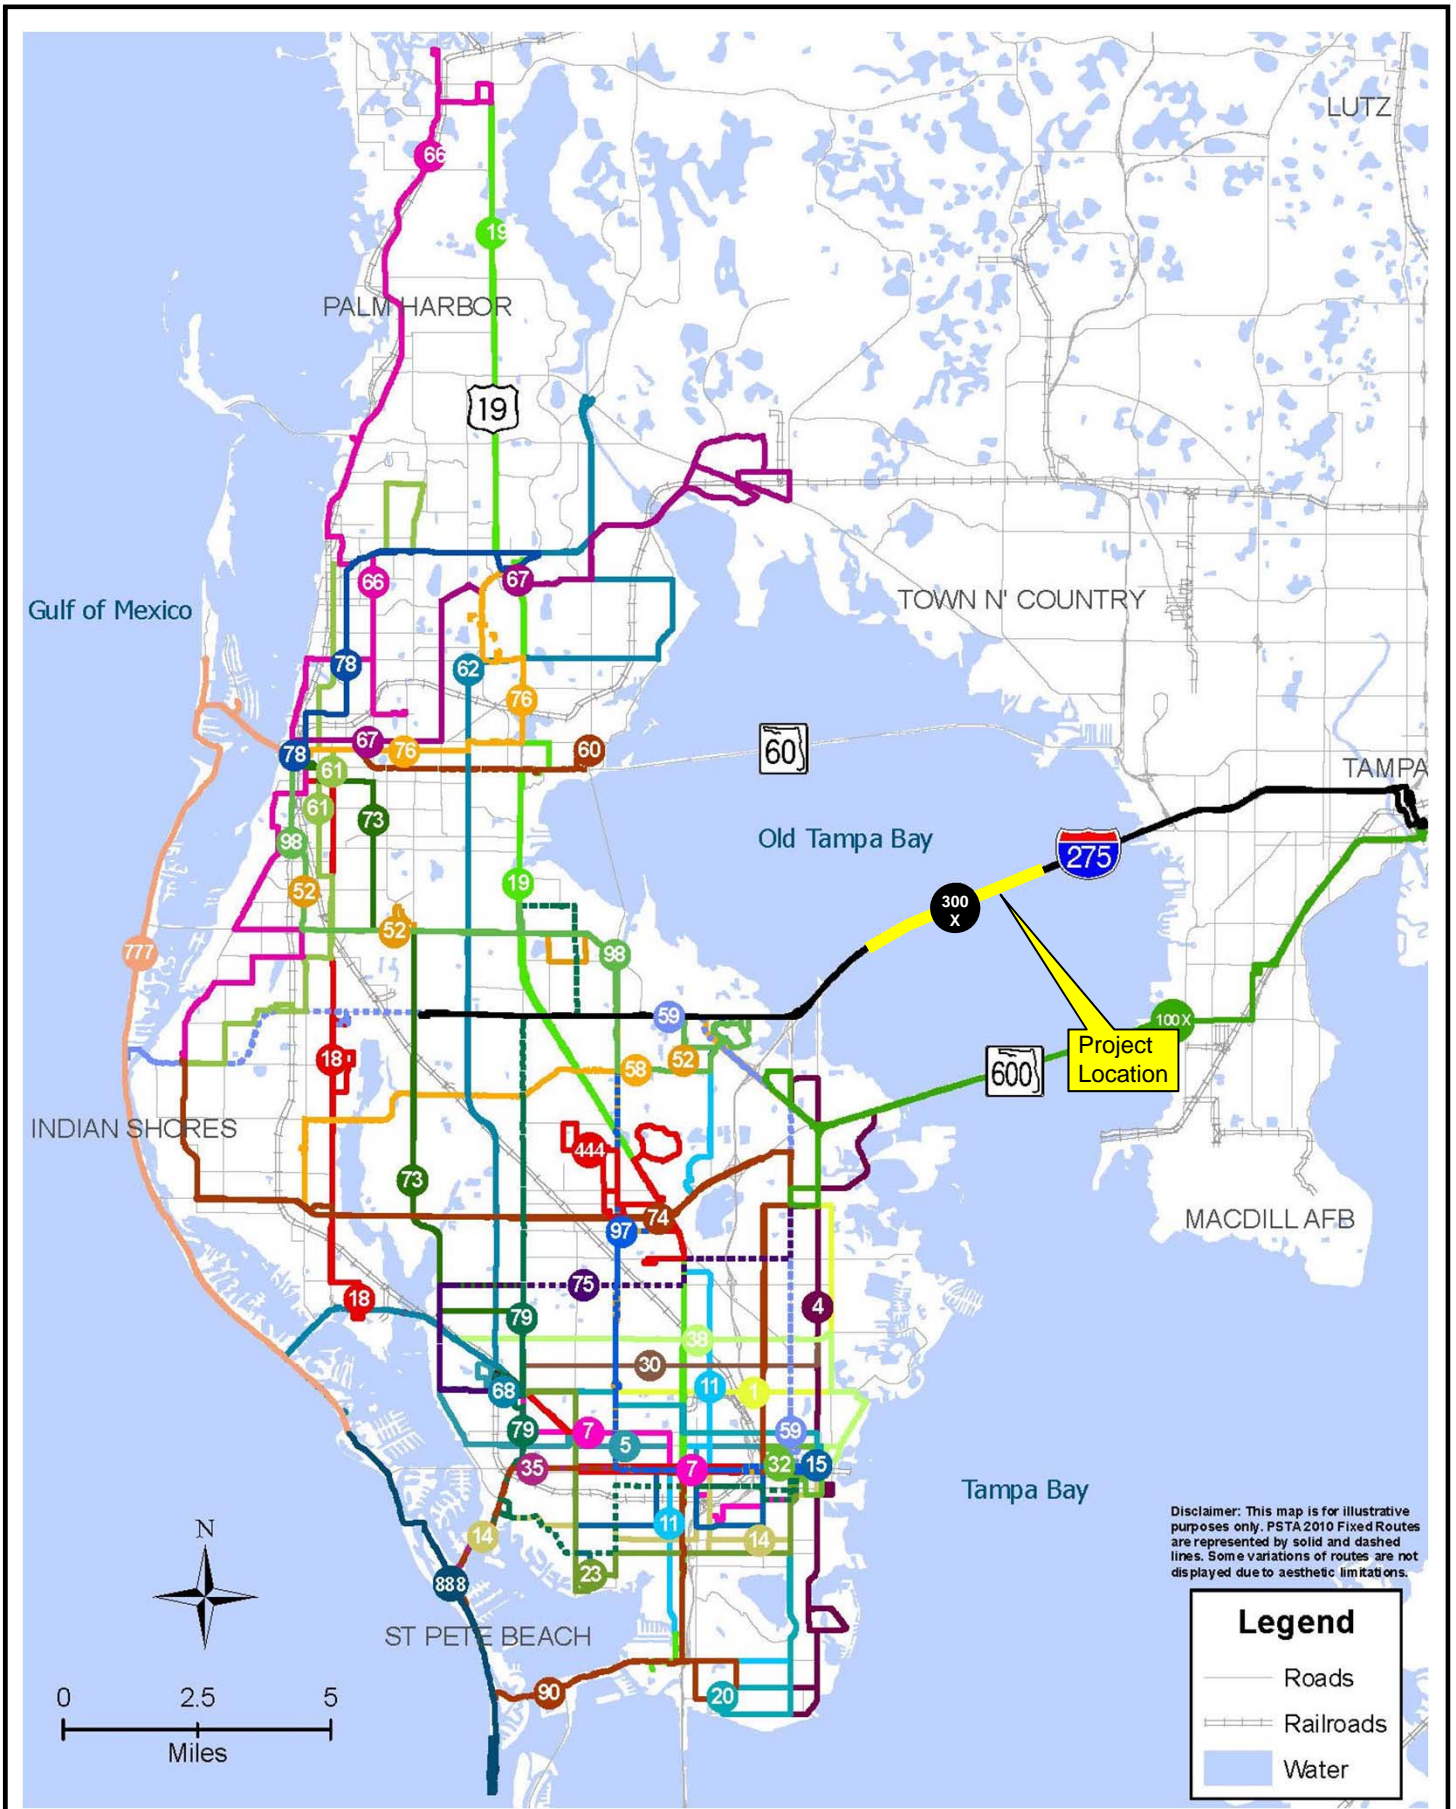 LUTZ
66
19
PALM HARBOR
19
66
67
TOWN N' COUNTRY
Gulf of Mexico
78
62
76
67
76
60
78
60
61
TAMPA
61
73
98
Old Tampa Bay
275
52
19
300
X
52
98
777
59
100X
18
58
52
Project
Location
600
INDIAN SHORES
444
73
74
97
MACDILL AFB
75
18
79
4
38
30
68
11
1
79
7
5
59
35
7
32
15
Tampa Bay
Disclaimer: This map is for illustrative
purposes only. PSTA 2010 Fixed Routes
are represented by solid and dashed
lines. Some variations of routes are not
displayed due to aesthetic limitations.
11
14
14
N
23
888
ST PETE BEACH
90
20
0 2.5 5
Miles
Legend
Roads
Railroads
Water